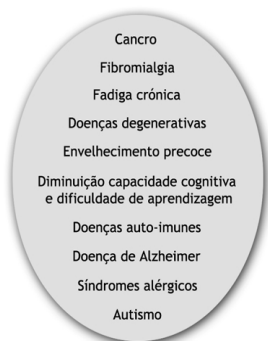 Cancro
Fibromialgia
Fadiga crónica
Doenças degenerativas
Envelhecimento precoce
Diminuição capacidade cognitiva
e dificuldade de aprendizagem
Doenças auto-imunes
Doença de Alzheimer
Síndromes alérgicos
Autismo